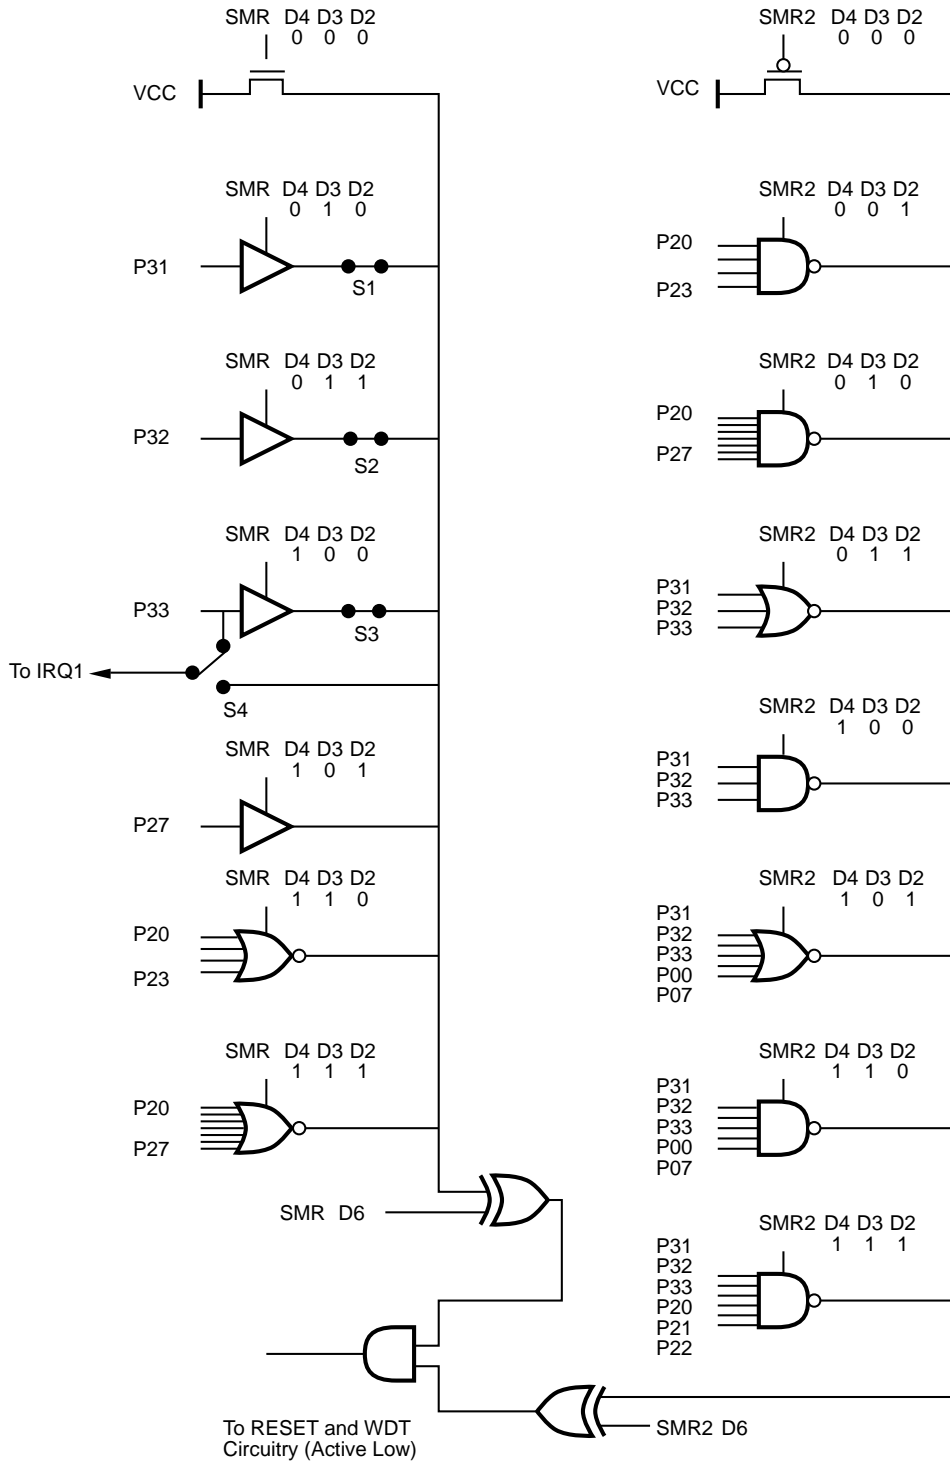 SMR D4 D3 D2
0 0 0
VCC
SMR D4 D3 D2
0 1 0
P31
S1
SMR D4 D3 D2
0 1 1
P32
S2
SMR D4 D3 D2
1 0 0
P33
S3
To IRQ1
S4
SMR D4 D3 D2
1 0 1
P27
SMR D4 D3 D2
1 1 0
P20
P23
SMR D4 D3 D2
1 1 1
P20
P27
SMR D6
To RESET and WDT
Circuitry (Active Low)
SMR2 D4 D3 D2
0 0 0
VCC
SMR2 D4 D3 D2
0 0 1
P20
P23
SMR2 D4 D3 D2
0 1 0
P20
P27
SMR2 D4 D3 D2
0 1 1
P31
P32
P33
SMR2 D4 D3 D2
1 0 0
P31
P32
P33
SMR2 D4 D3 D2
1 0 1
P31
P32
P33
P00
P07
SMR2 D4 D3 D2
1 1 0
P31
P32
P33
P00
P07
SMR2 D4 D3 D2
1 1 1
P31
P32
P33
P20
P21
P22
SMR2 D6